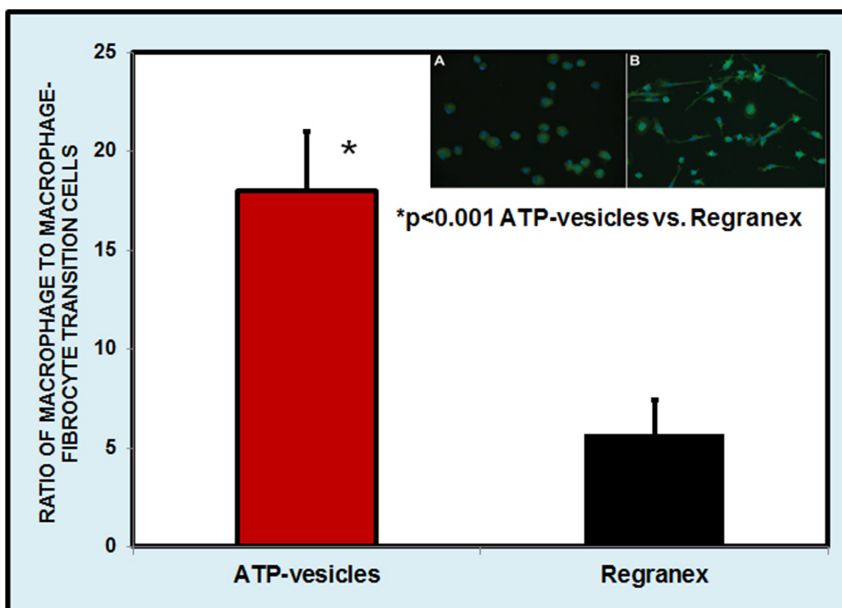 RATIO OF MACROPHAGE TO MACROPHAGE-
FIBROCYTE TRANSITION CELLS
25
20
15
10
5
0
A
B
*
*p<0.001 ATP-vesicles vs. Regranex
ATP-vesicles
Regranex